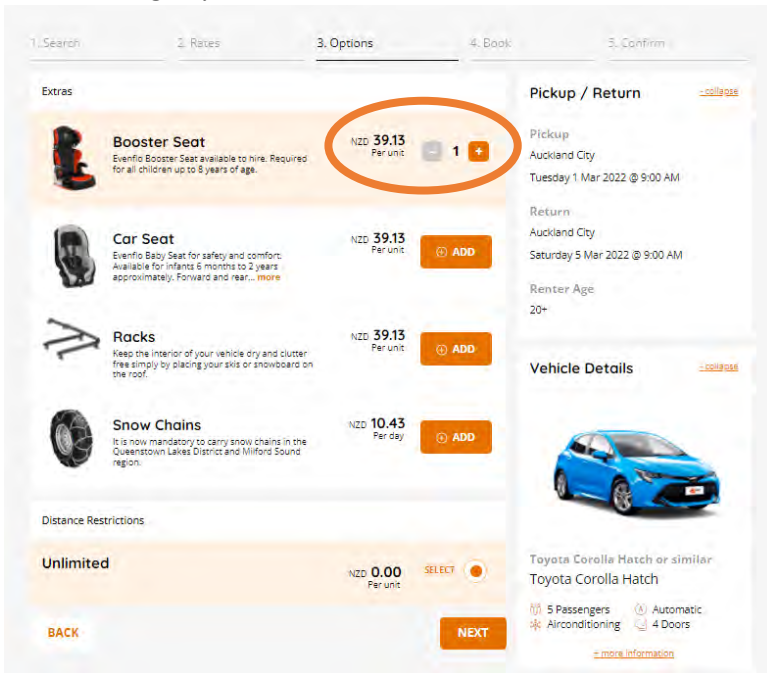 1. Search
2. Rates
3. Options
4. Book
5. Confirm
Extras
Booster Seat
Evenflo Booster Seat available to hire. Required
for all children up to 8 years of age.
NZD 39.13
Per unit
- 1 +
Car Seat
Evenflo Baby Seat for safety and comfort.
Available for infants 6 months to 2 years
approximately. Forward and rear... more
NZD 39.13
Per unit
ADD
Racks
Keep the interior of your vehicle dry and clutter
free simply by placing your skis or snowboard on
the roof.
NZD 39.13
Per unit
ADD
Snow Chains
It is now mandatory to carry snow chains in the
Queenstown Lakes District and Milford Sound
region.
NZD 10.43
Per day
ADD
Distance Restrictions
Unlimited
NZD 0.00
Per unit
SELECT
BACK
NEXT
Pickup / Return
- collapse
Pickup
Auckland City
Tuesday 1 Mar 2022 @ 9:00 AM
Return
Auckland City
Saturday 5 Mar 2022 @ 9:00 AM
Renter Age
20+
Vehicle Details
- collapse
Toyota Corolla Hatch or similar
Toyota Corolla Hatch
5 Passengers
Automatic
Airconditioning
4 Doors
+ more information